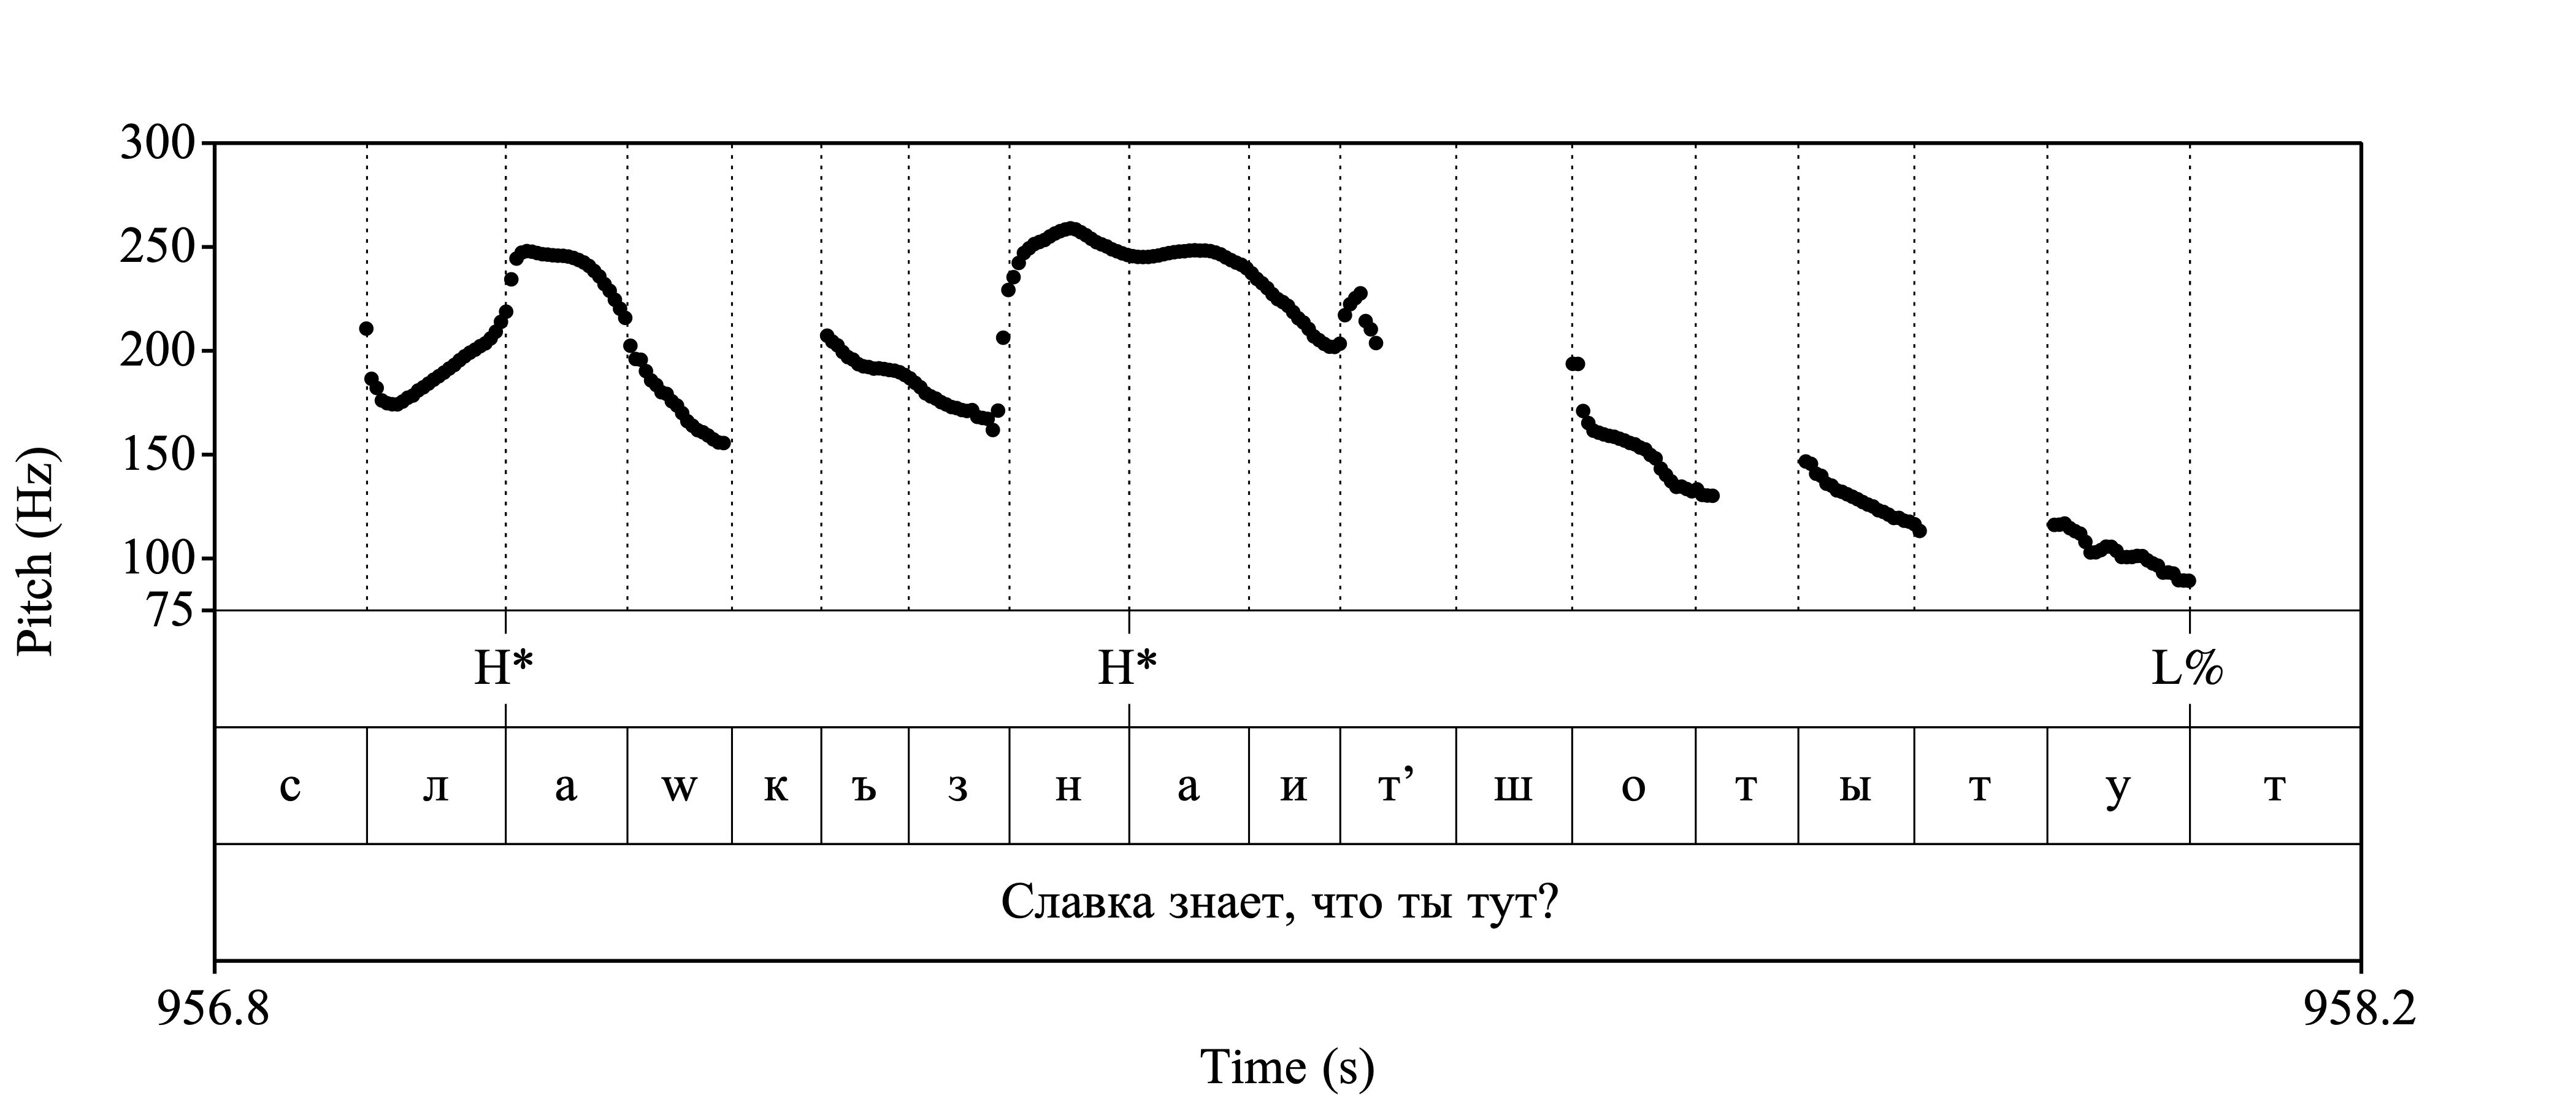 300
250
200
150
100
75
Pitch (Hz)
H* H* L%
с л а w к ъ з н а и т’ ш о т ы т у т
Славка знает, что ты тут?
956.8 958.2
Time (s)